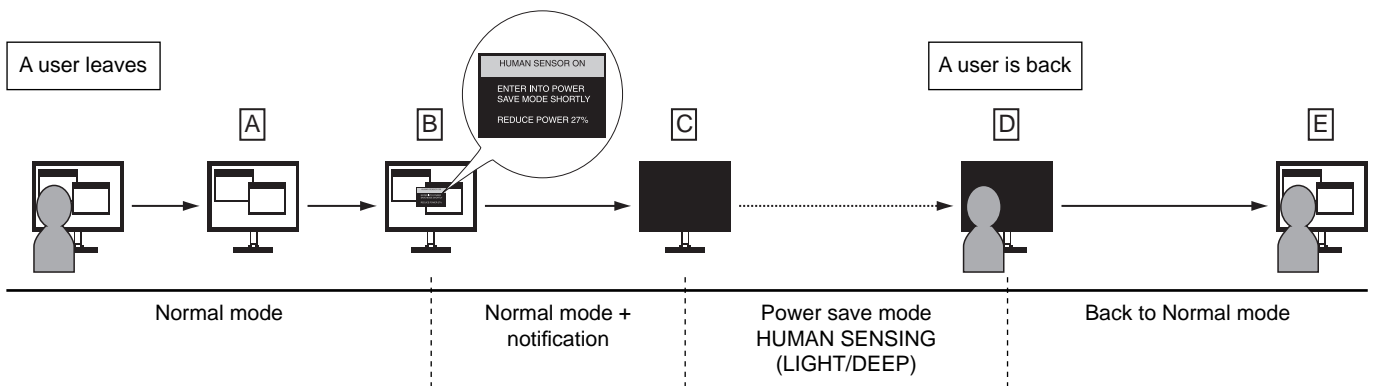 A user leaves
HUMAN SENSOR ON
ENTER INTO POWER
SAVE MODE SHORTLY
REDUCE POWER 27%
A user is back
A
B
C
D
E
Normal mode
Normal mode +
notification
Power save mode
HUMAN SENSING
(LIGHT/DEEP)
Back to Normal mode